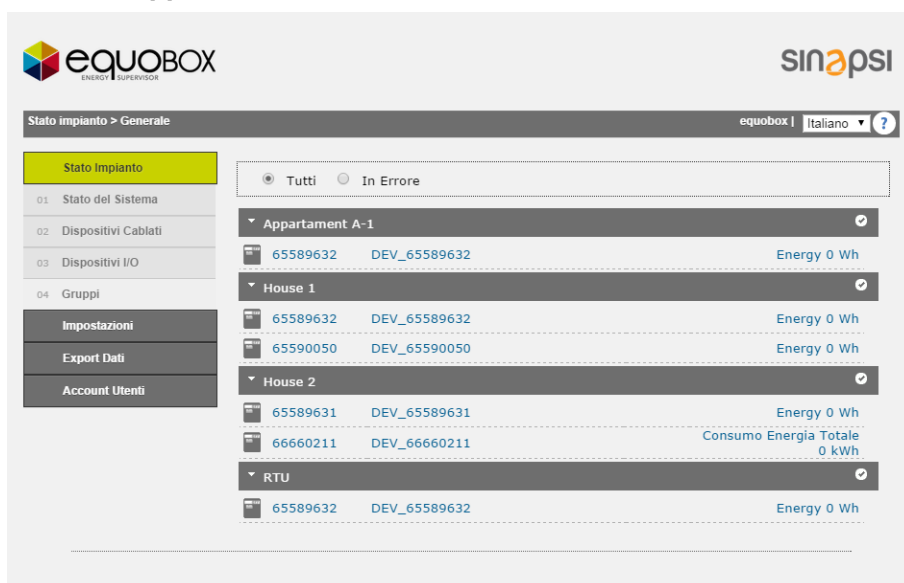 equoBOX
ENERGY SUPERVISOR
sinapsi
Stato impianto > Generale
equobox | Italiano ?
Stato Impianto
01 Stato del Sistema
02 Dispositivi Cablati
03 Dispositivi I/O
04 Gruppi
Impostazioni
Export Dati
Account Utenti
Tutti In Errore
Appartament A-1
65589632 DEV_65589632 Energy 0 Wh
House 1
65589632 DEV_65589632 Energy 0 Wh
65590050 DEV_65590050 Energy 0 Wh
House 2
65589631 DEV_65589631 Energy 0 Wh
66660211 DEV_66660211 Consumo Energia Totale
0 kWh
RTU
65589632 DEV_65589632 Energy 0 Wh